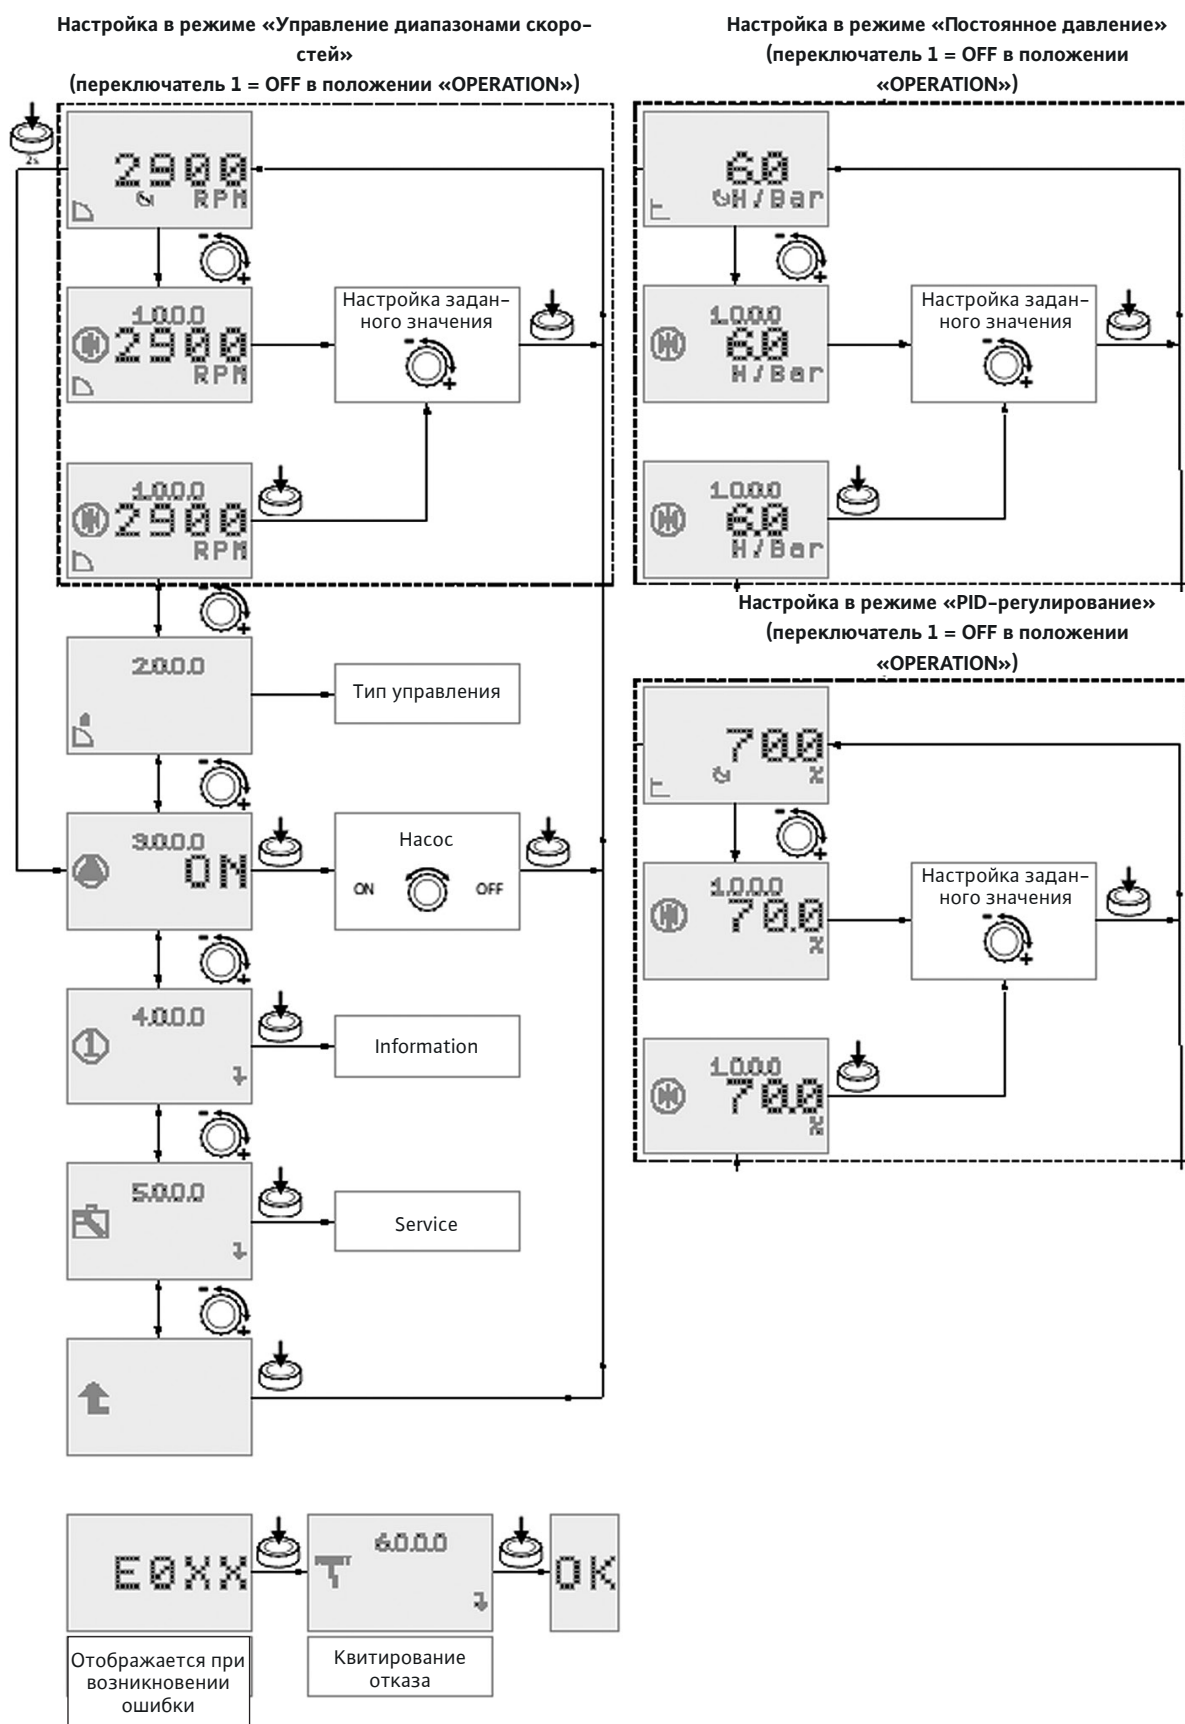 Настройка в режиме «Управление диапазонами скоро-
стей»
(переключатель 1 = OFF в положении «OPERATION»)
2s
2900
RPM
1.0.0.0
2900
RPM
Настройка задан-
ного значения
- +
1.0.0.0
2900
RPM
2.0.0.0
Тип управления
3.0.0.0
ON
Насос
ON OFF
4.0.0.0
1
Information
5.0.0.0
Service
E0XX
6.0.0.0
OK
Отображается при
возникновении
ошибки
Квитирование
отказа
Настройка в режиме «Постоянное давление»
(переключатель 1 = OFF в положении
«OPERATION»)
6.0
H/Bar
1.0.0.0
6.0
H/Bar
Настройка задан-
ного значения
- +
1.0.0.0
6.0
H/Bar
Настройка в режиме «PID-регулирование»
(переключатель 1 = OFF в положении
«OPERATION»)
70.0
%
1.0.0.0
70.0
%
Настройка задан-
ного значения
- +
1.0.0.0
70.0
%